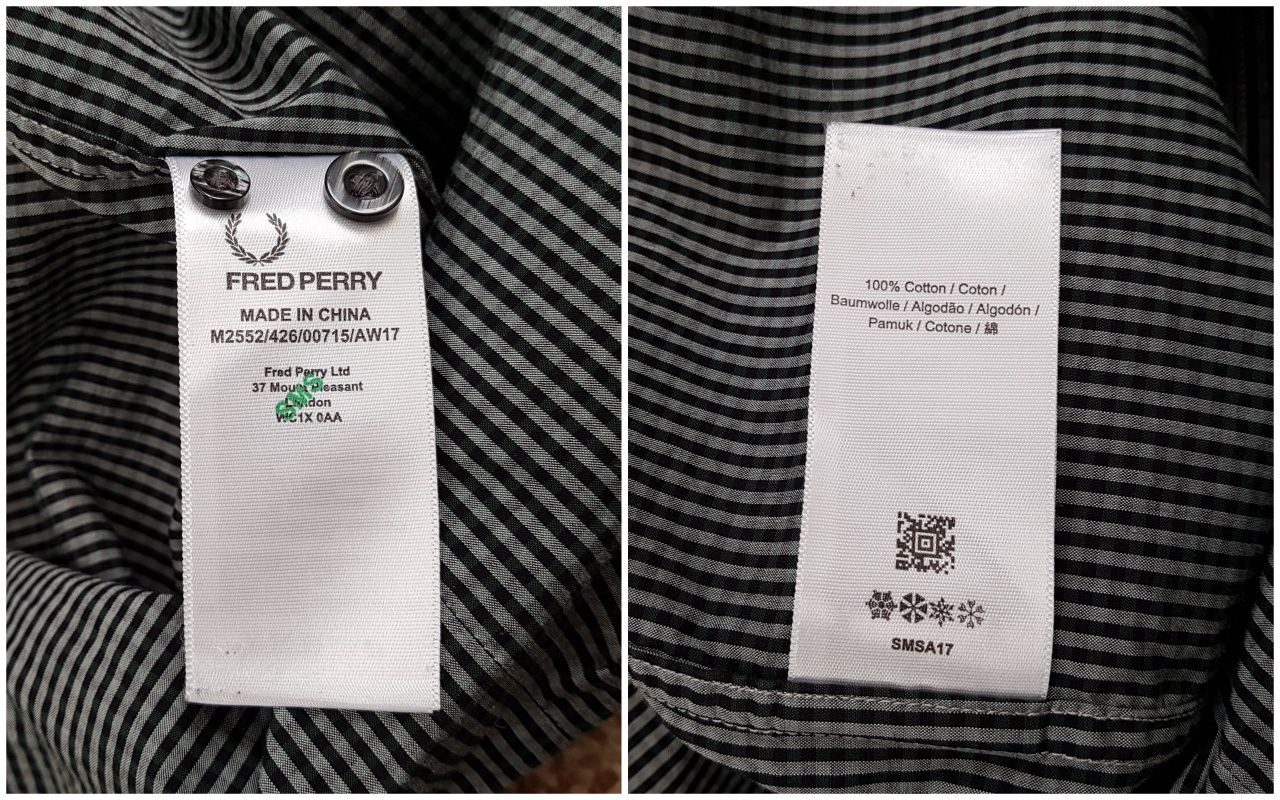 FRED PERRY
MADE IN CHINA
M2552/426/00715/AW17
Fred Perry Ltd
37 Mount Pleasant
London
WC1X 0AA
SMS
100% Cotton / Coton /
Baumwolle / Algodão / Algodón /
Pamuk / Cotone / 綿
SMSA17